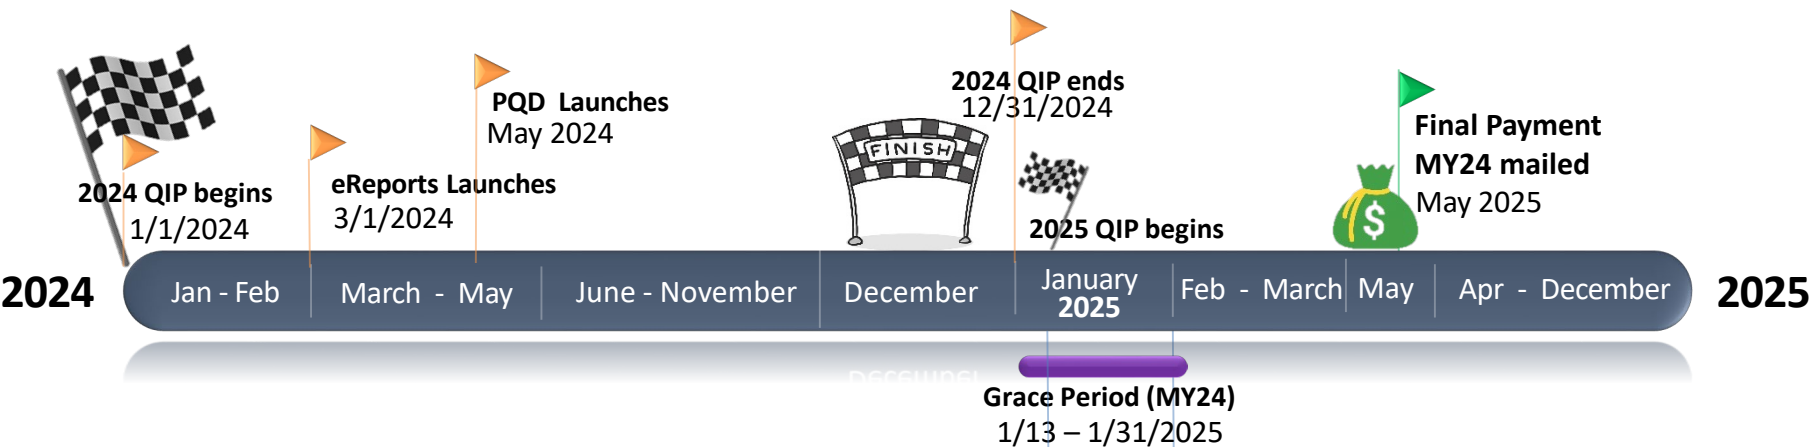 2024 QIP begins
1/1/2024
eReports Launches
3/1/2024
PQD Launches
May 2024
FINISH
2024 QIP ends
12/31/2024
2025 QIP begins
$
Final Payment
MY24 mailed
May 2025
2024
Jan - Feb
March - May
June - November
December
January
2025
Feb - March
May
Apr - December
2025
Grace Period (MY24)
1/13 – 1/31/2025